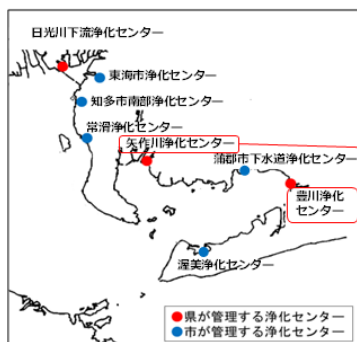 日光川下流浄化センター
東海市浄化センター
知多市南部浄化センター
常滑浄化センター
矢作川浄化センター
蒲郡市下水道浄化センター
豊川浄化
センター
渥美浄化センター
●県が管理する浄化センター
●市が管理する浄化センター